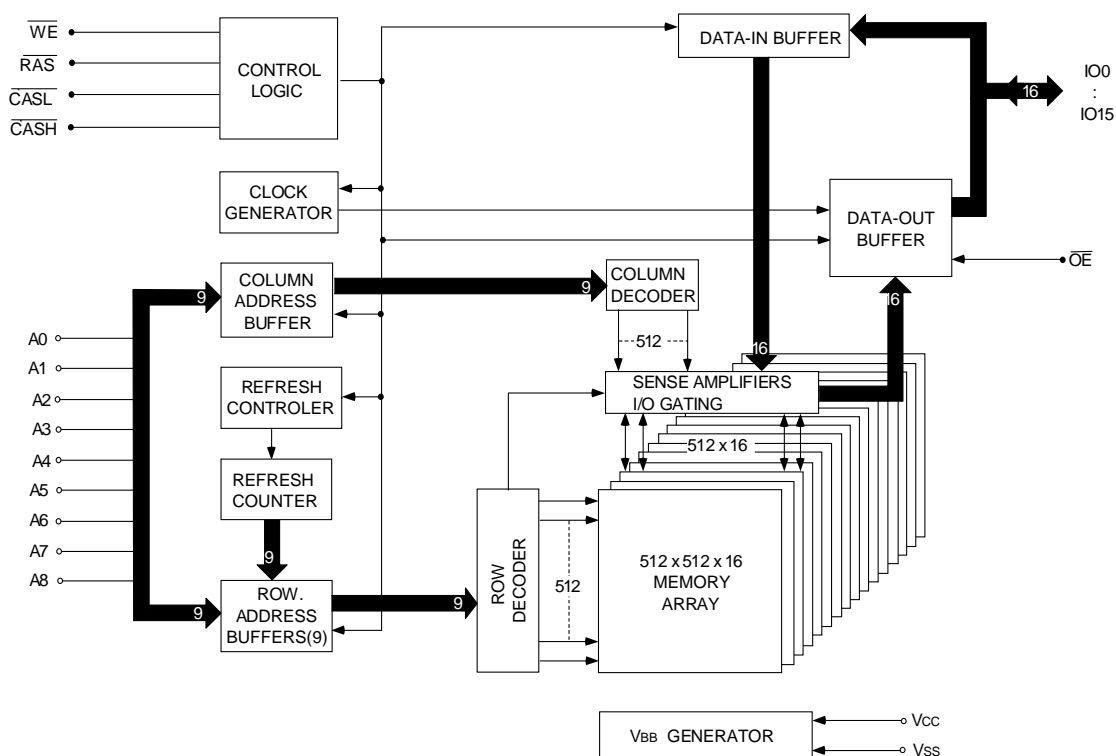 WE
RAS
CASL
CASH
CONTROL
LOGIC
DATA-IN BUFFER
16
IO0
:
IO15
CLOCK
GENERATOR
DATA-OUT
BUFFER
OE
9
COLUMN
ADDRESS
BUFFER
9
COLUMN
DECODER
16
A0
A1
A2
A3
A4
A5
A6
A7
A8
512
16
REFRESH
CONTROLER
SENSE AMPLIFIERS
I/O GATING
512 x 16
REFRESH
COUNTER
9
ROW
DECODER
512
512 x 512 x 16
MEMORY
ARRAY
9
ROW.
ADDRESS
BUFFERS(9)
9
VBB GENERATOR
Vcc
Vss